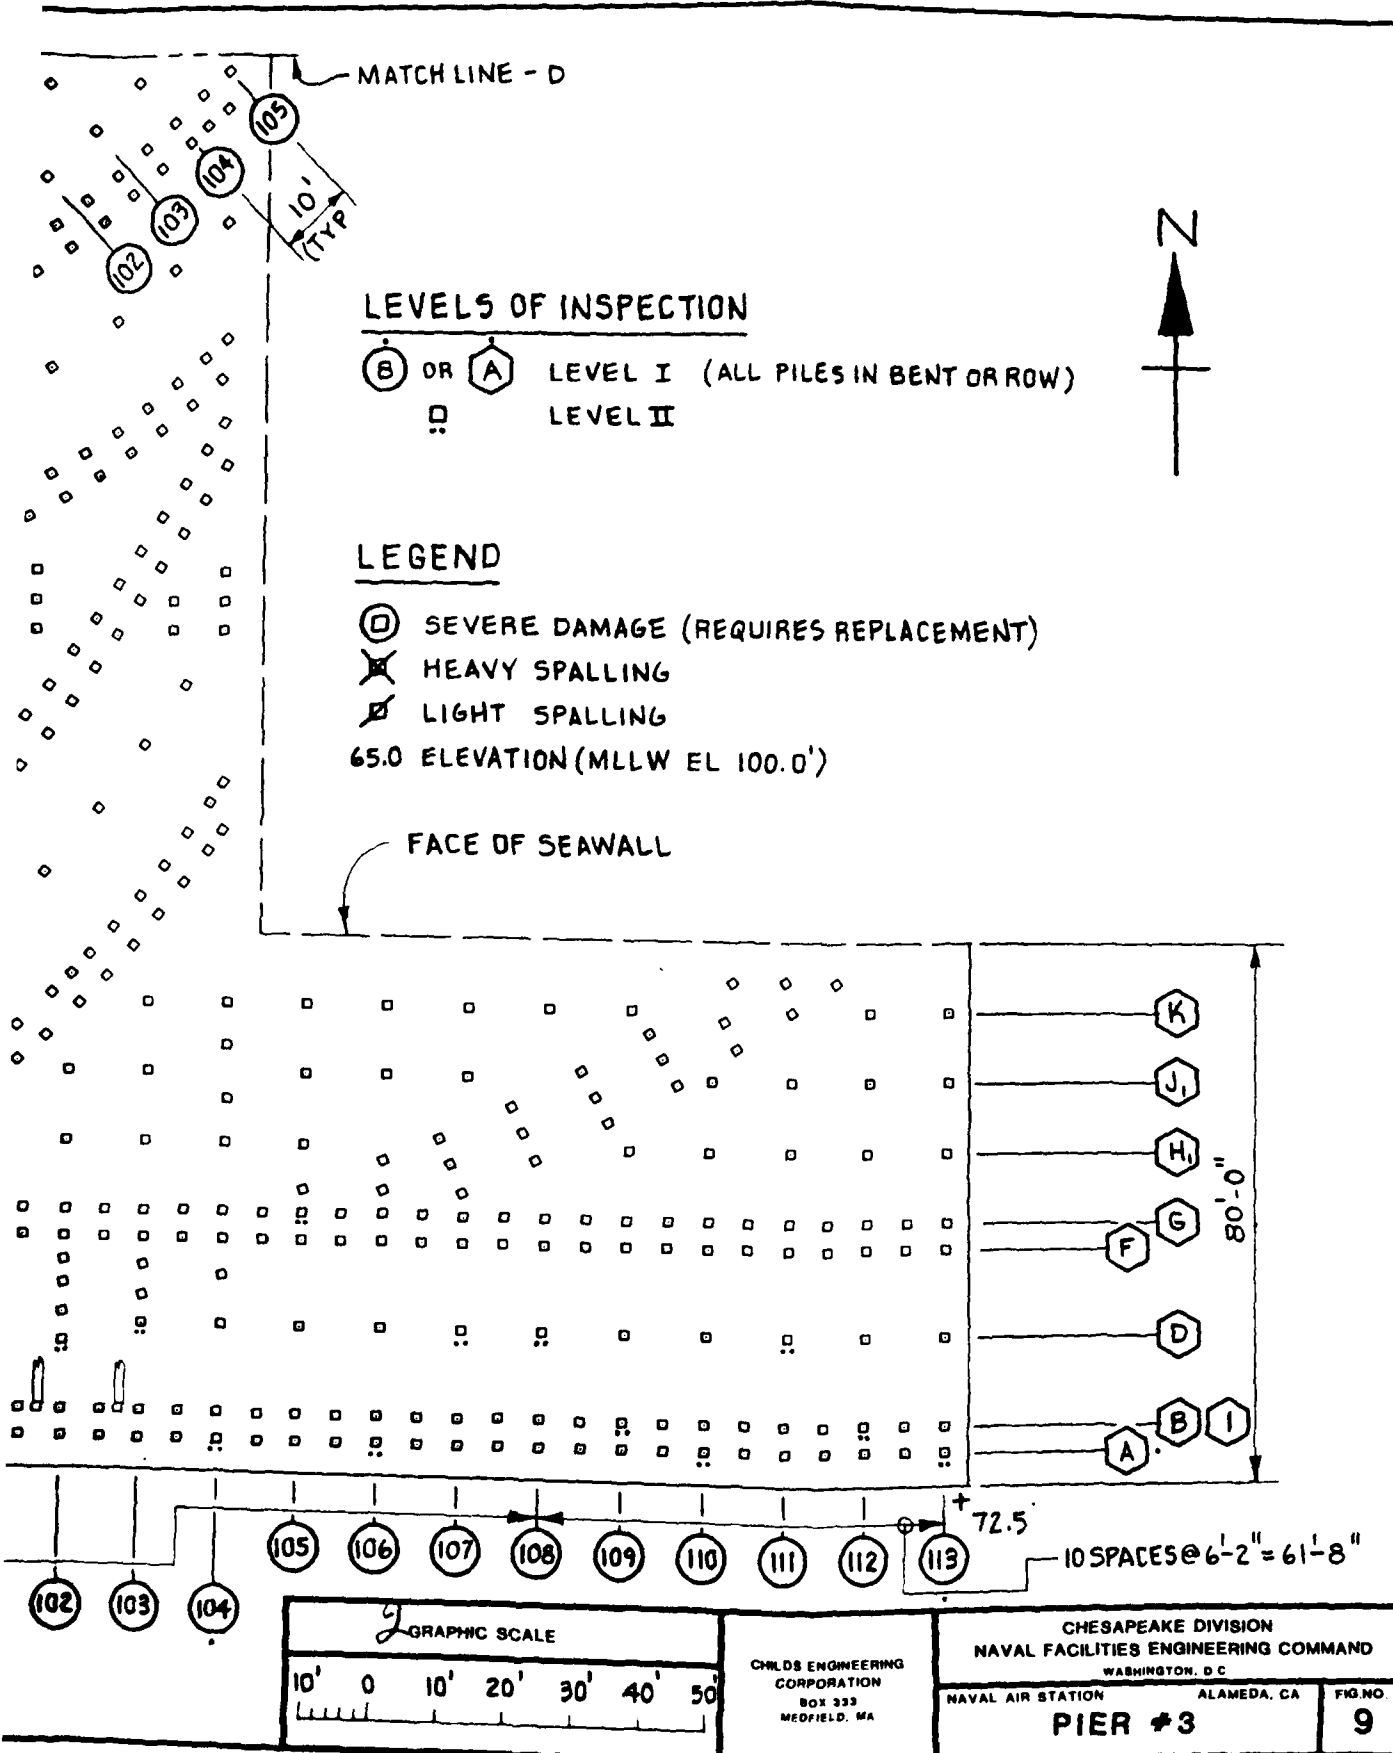 MATCH LINE - D
105
104
103
102
10'
(TYP
N
LEVELS OF INSPECTION
B OR A LEVEL I (ALL PILES IN BENT OR ROW)
LEVEL II
LEGEND
SEVERE DAMAGE (REQUIRES REPLACEMENT)
HEAVY SPALLING
LIGHT SPALLING
65.0 ELEVATION (MLLW EL 100.0')
FACE OF SEAWALL
K
J1
H1
G
F
D
B 1
A
80'-0"
72.5
105 106 107 108 109 110 111 112 113
10 SPACES @ 6'-2" = 61'-8"
102 103 104
GRAPHIC SCALE
10' 0 10' 20' 30' 40' 50'
CHILDS ENGINEERING
CORPORATION
BOX 333
MEDFIELD, MA
CHESAPEAKE DIVISION
NAVAL FACILITIES ENGINEERING COMMAND
WASHINGTON, D C
NAVAL AIR STATION ALAMEDA, CA
PIER #3
FIG. NO.
9